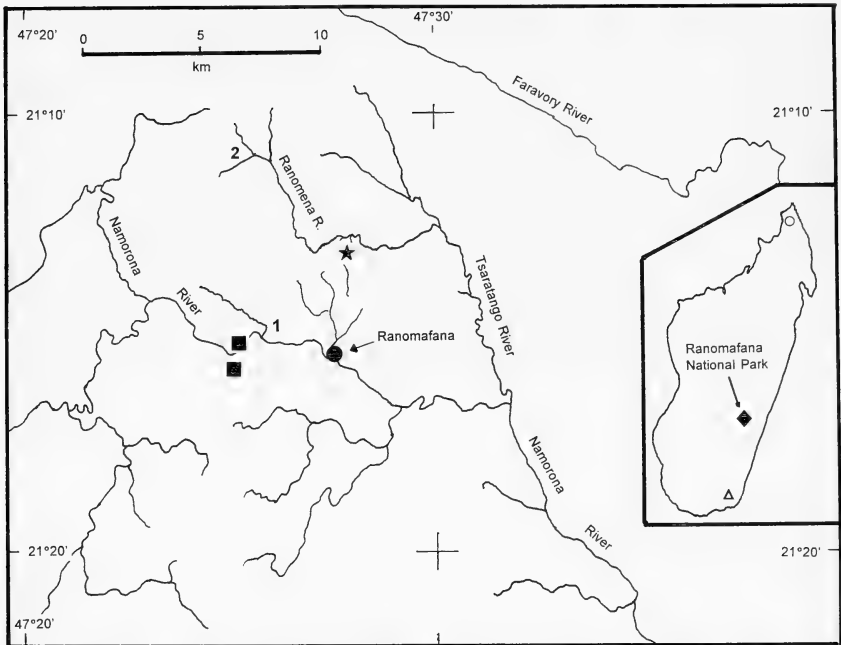 47°20'
47°30'
0 5 10
km
Faravory River
21°10'
21°10'
2
Ranomena R.
Namorona
River
Tsaratango River
1
Ranomafana
Ranomafana
National Park
Namorona
River
21°20'
21°20'
47°20'